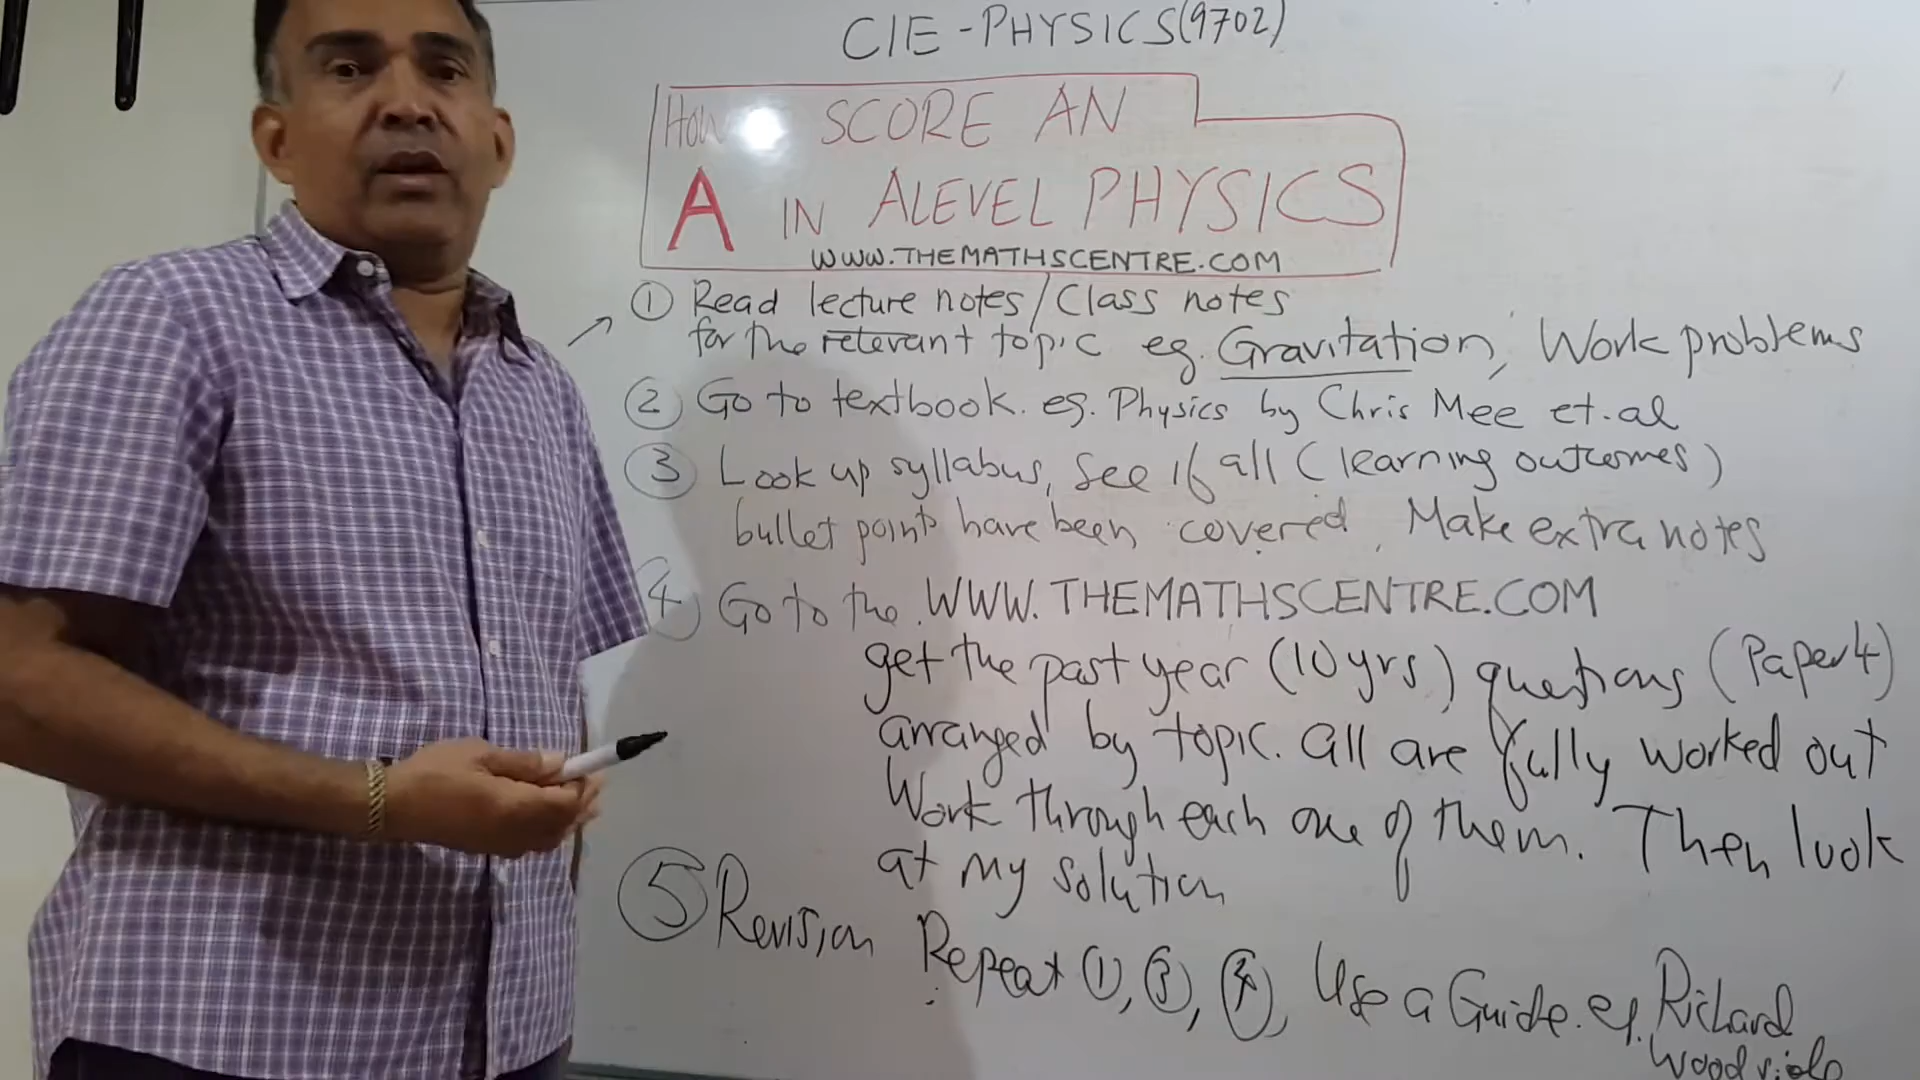 CIE - PHYSICS (9702)
How SCORE AN
A IN ALEVEL PHYSICS
WWW.THEMATHSCENTRE.COM
① Read lecture notes / Class notes
for the relevant topic eg. Gravitation, Work problems
② Go to textbook. eg. Physics by Chris Mee et.al
③ Look up syllabus, See if all (learning outcomes)
bullet points have been covered, Make extra notes
④ Go to the WWW.THEMATHSCENTRE.COM
get the past year (10 yrs) questions (Paper 4)
arranged by topic. All are fully worked out
Work through each one of them. Then look
at my solution
⑤ Revision Repeat ①, ③, ④, Use a Guide. eg. Richard
Woodside